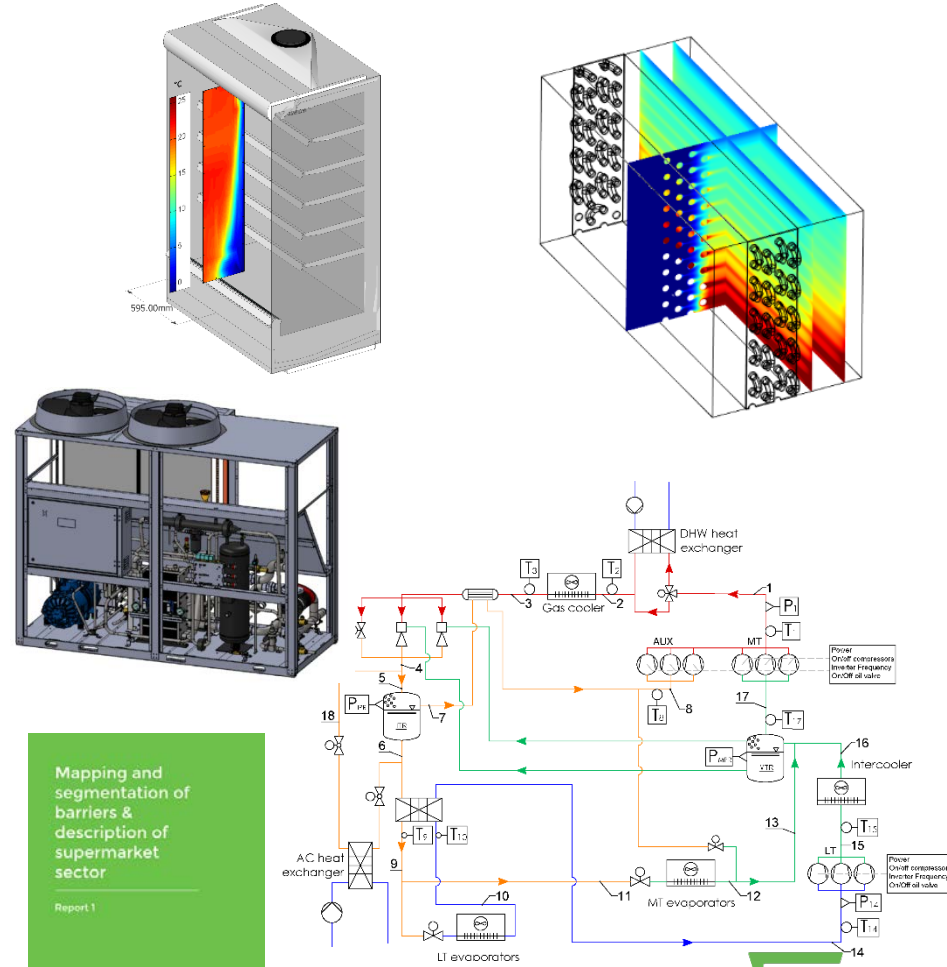 °C
25
20
15
10
5
0
595.00mm
DHW heat
exchanger
T3
T2
Gas cooler
3
2
1
P1
T1
AUX
MT
Power
On/off compressors
Inverter Frequency
On/Off oil valve
4
5
7
8
T8
17
T17
18
6
16
Intercooler
T9
T10
13
T15
15
LT
Power
On/off compressors
Inverter Frequency
On/Off oil valve
AC heat
exchanger
9
10
11
12
MT evaporators
P14
T14
14
LT evaporators
Mapping and
segmentation of
barriers &
description of
supermarket
sector
Report 1